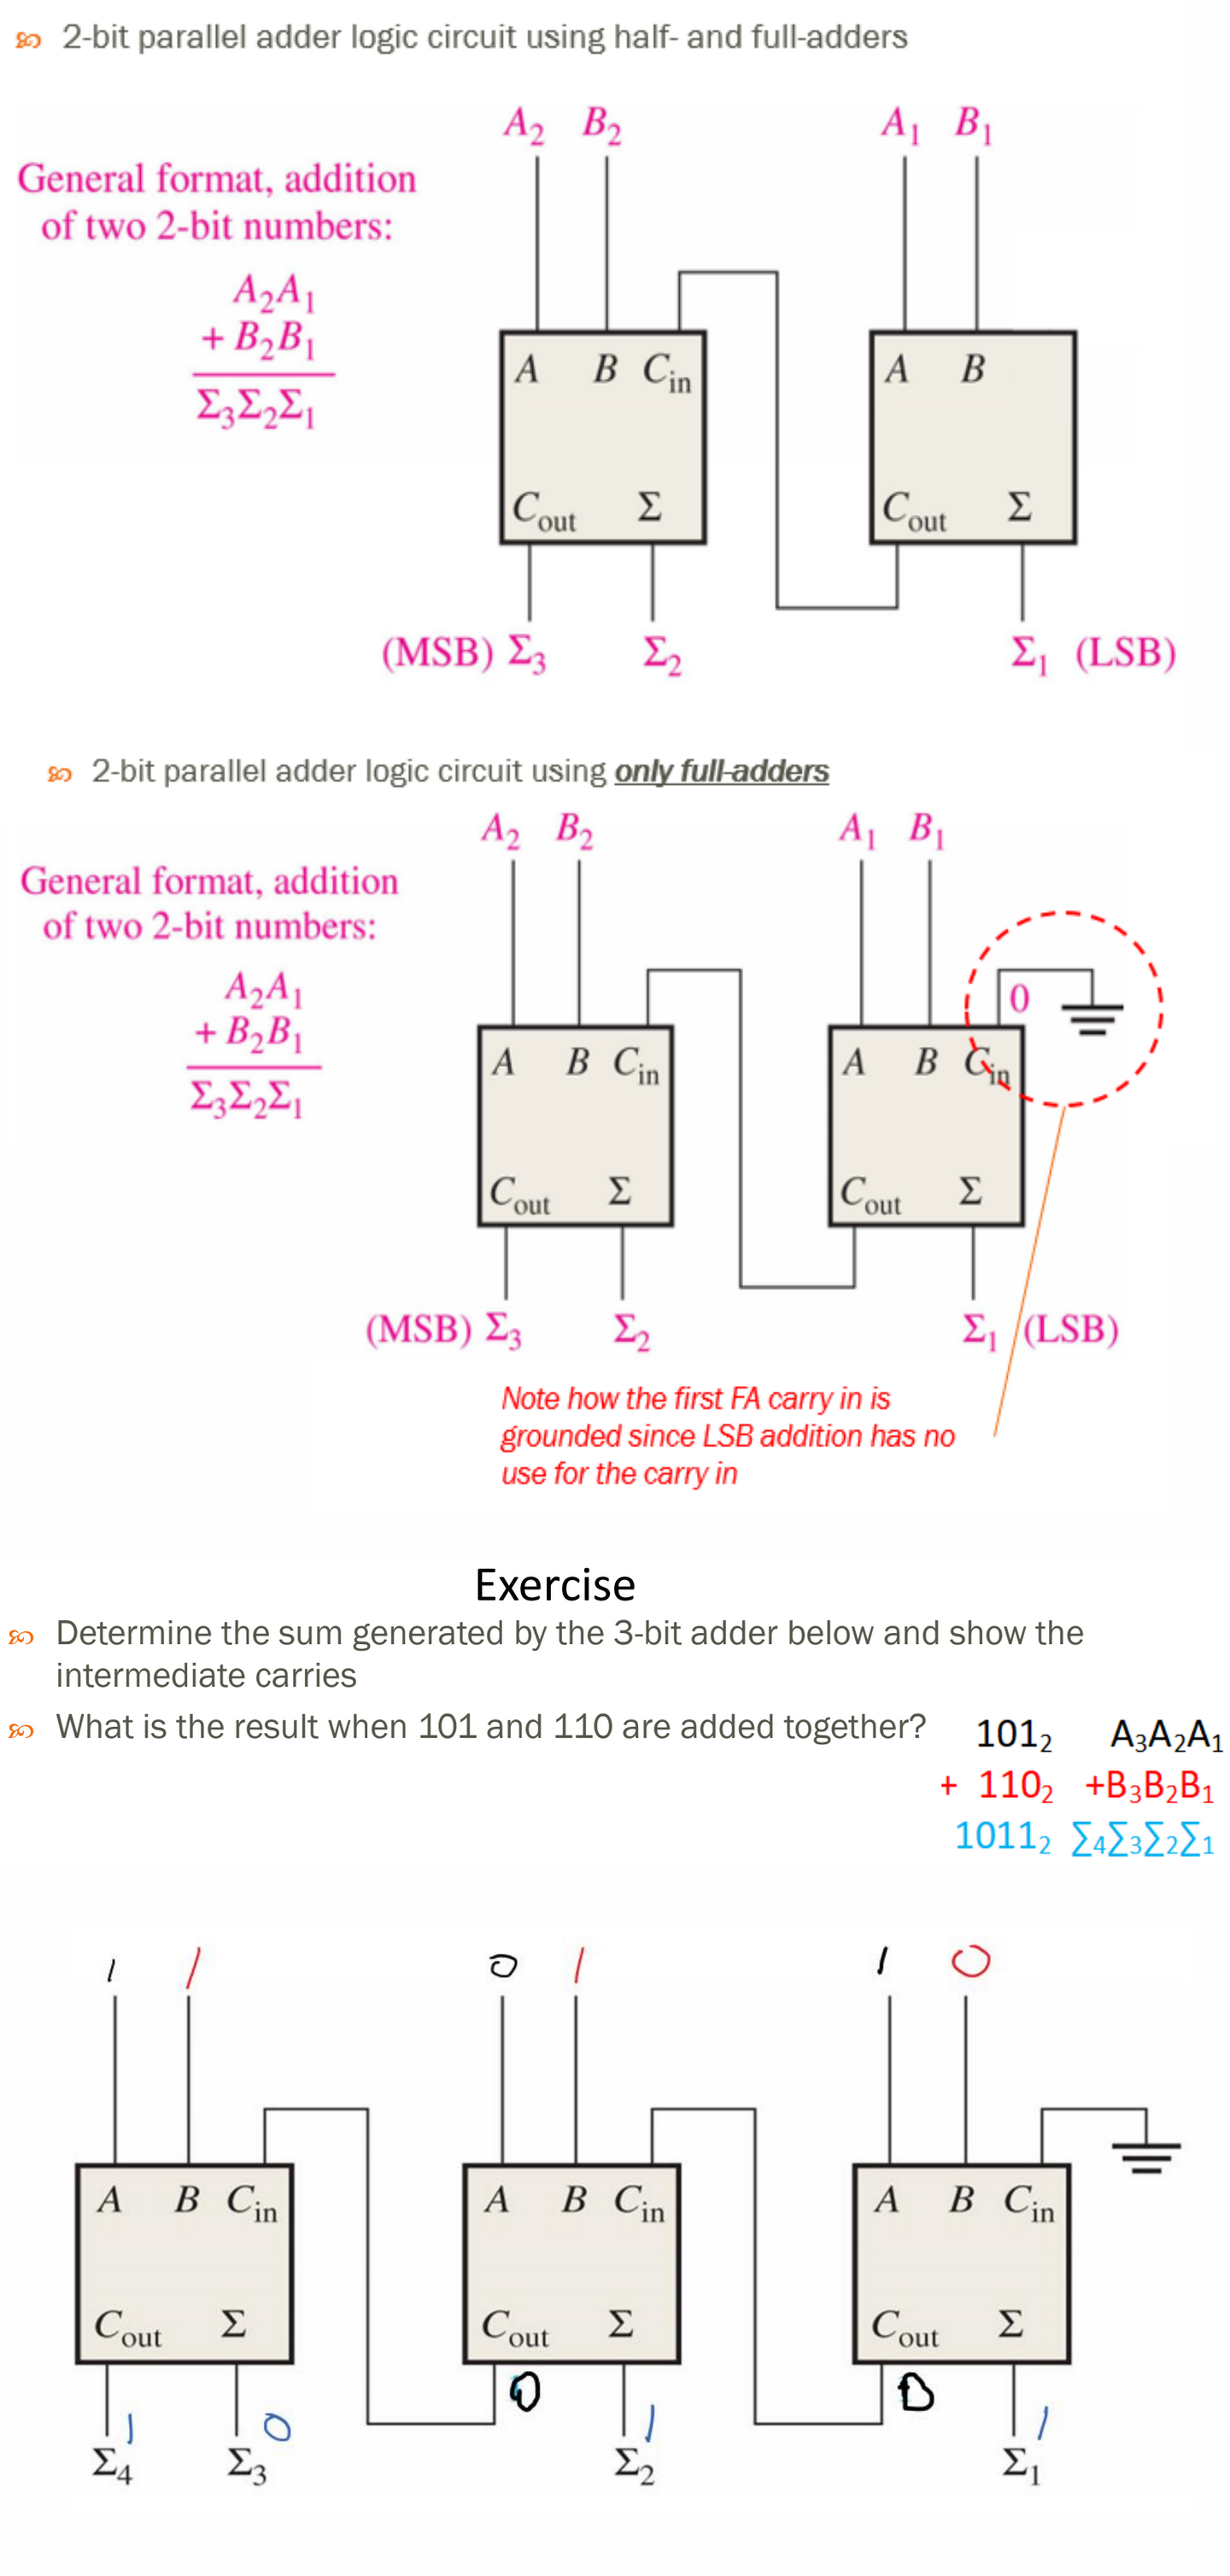 2-bit parallel adder logic circuit using half- and full-adders
A₂ B₂ A₁ B₁
General format, addition
of two 2-bit numbers:
A₂A₁
+ B₂B₁
Σ₃Σ₂Σ₁
A B Cin A B
Cout Σ Cout Σ
(MSB) Σ₃ Σ₂ Σ₁ (LSB)
2-bit parallel adder logic circuit using only full-adders
A₂ B₂ A₁ B₁
General format, addition
of two 2-bit numbers:
A₂A₁
+ B₂B₁
Σ₃Σ₂Σ₁
0
A B Cin A B Cin
Cout Σ Cout Σ
(MSB) Σ₃ Σ₂ Σ₁ (LSB)
Note how the first FA carry in is
grounded since LSB addition has no
use for the carry in
Exercise
Determine the sum generated by the 3-bit adder below and show the
intermediate carries
What is the result when 101 and 110 are added together?
101₂ A₃A₂A₁
+ 110₂ +B₃B₂B₁
1011₂ ∑₄∑₃∑₂∑₁
1 1 0 1 1 0
A B Cin A B Cin A B Cin
Cout Σ Cout Σ Cout Σ
0 0
1 0 1 1
Σ₄ Σ₃ Σ₂ Σ₁